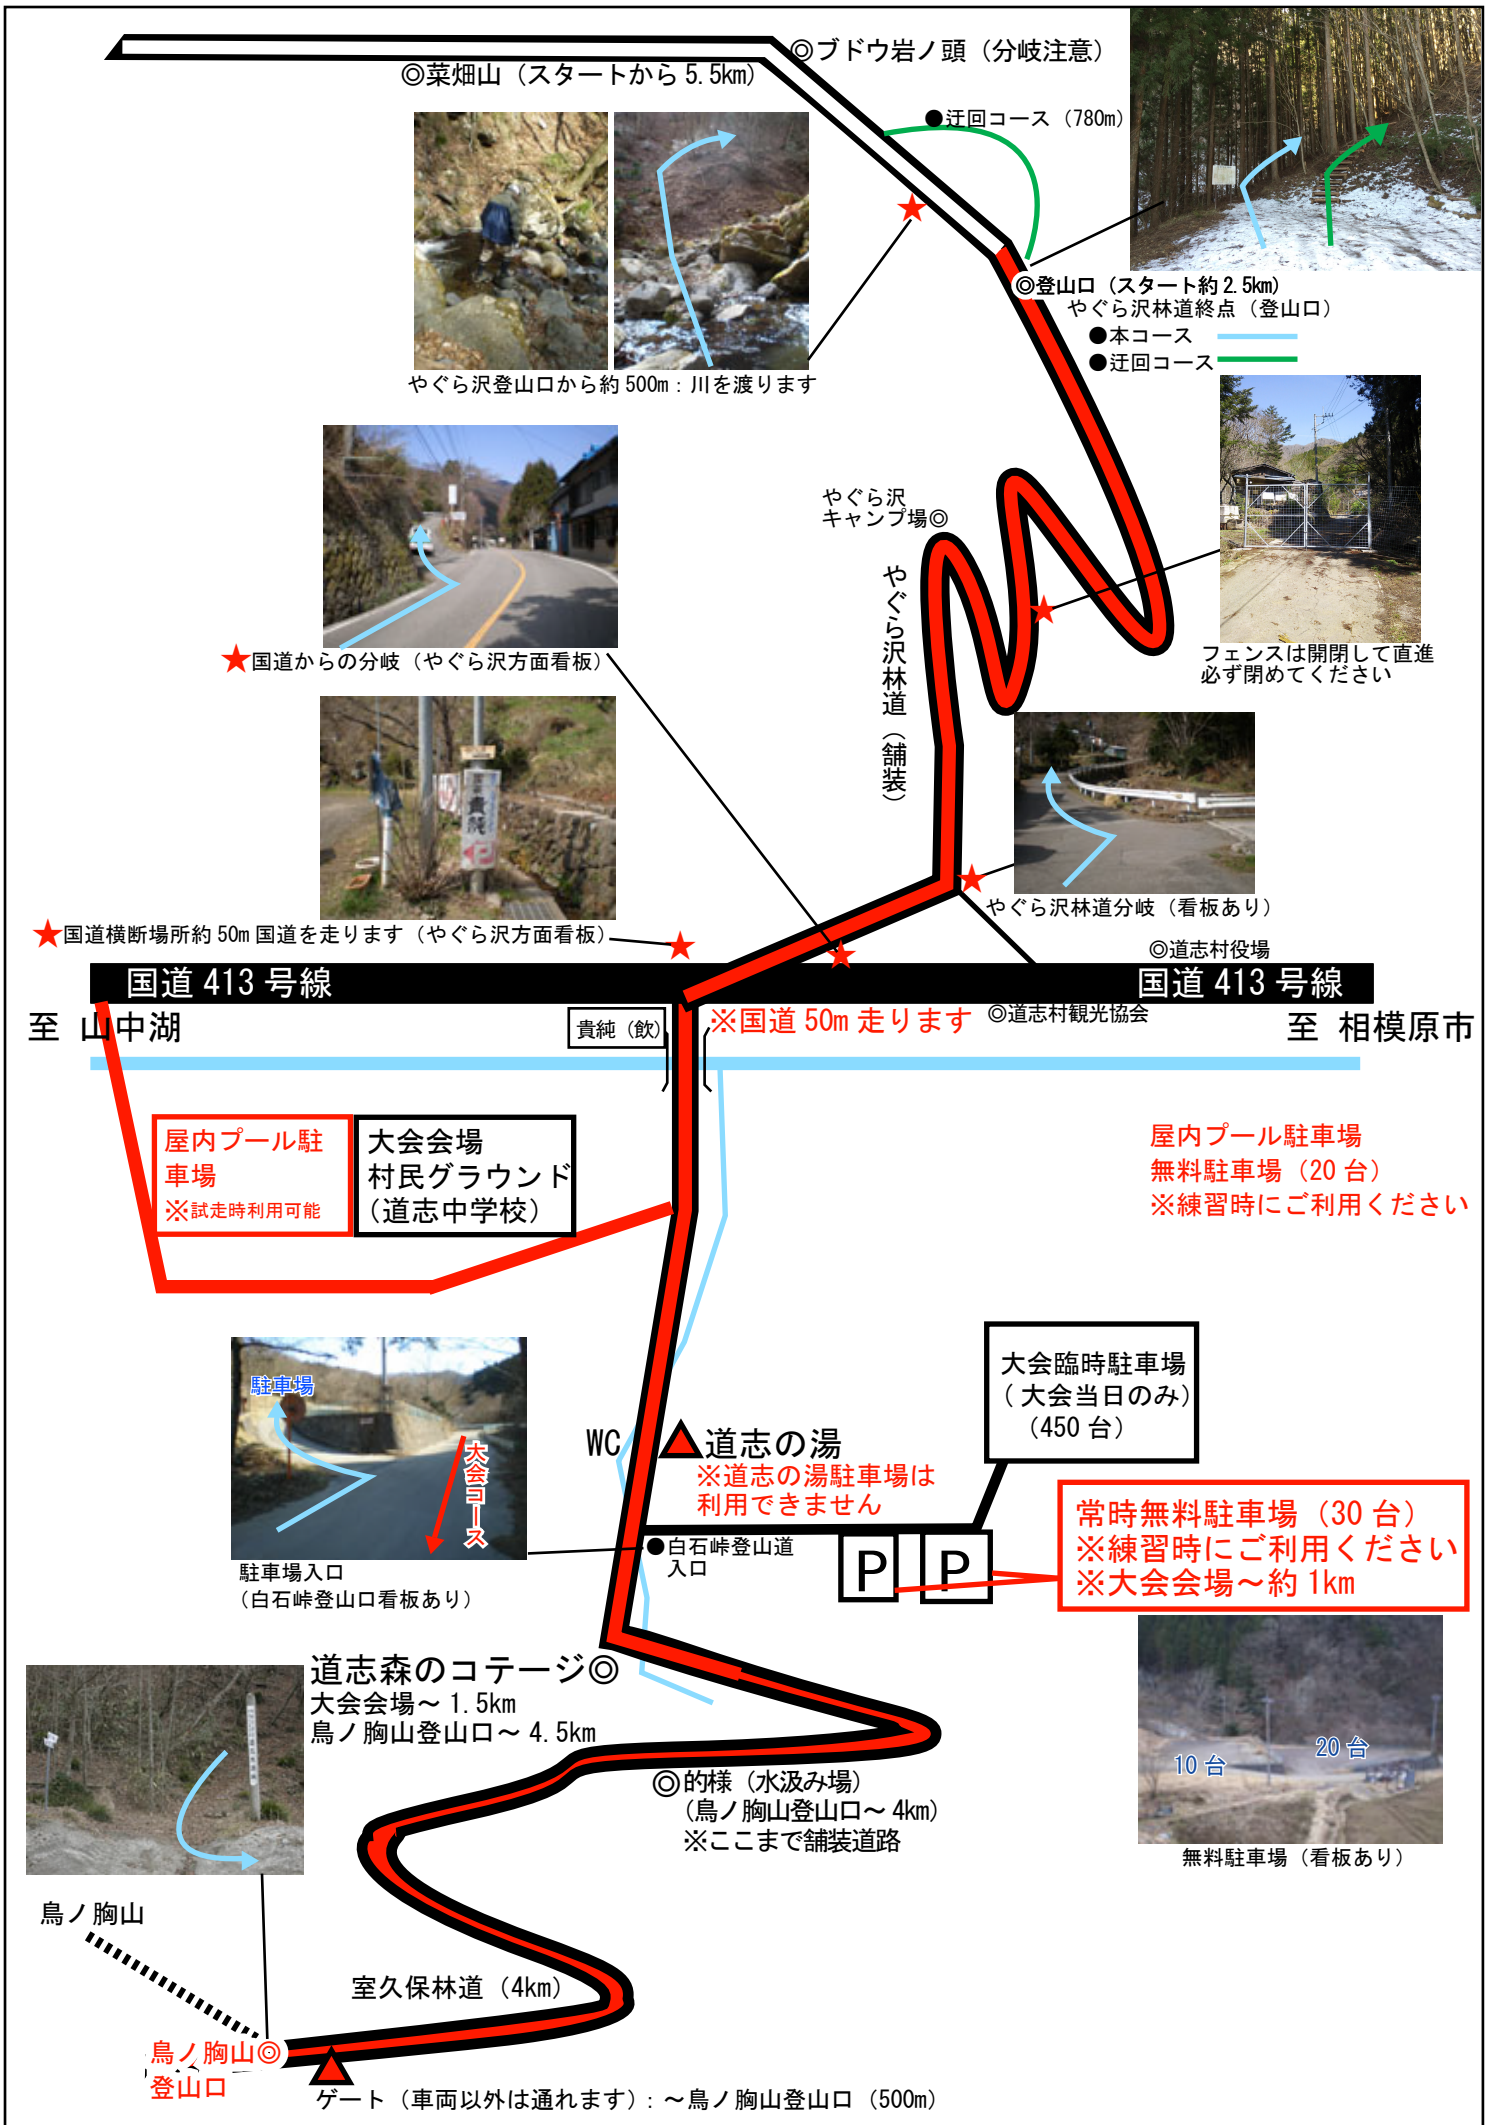 ◎ブドウ岩ノ頭（分岐注意）
◎菜畑山（スタートから 5.5km）
●迂回コース（780m）
◎登山口（スタート約 2.5km）
やぐら沢林道終点（登山口）
●本コース
●迂回コース
やぐら沢登山口から約 500m：川を渡ります
やぐら沢
キャンプ場◎
やぐら沢林道（舗装）
フェンスは開閉して直進
必ず閉めてください
★国道からの分岐（やぐら沢方面看板）
貴純
やぐら沢林道分岐（看板あり）
★国道横断場所約 50m 国道を走ります（やぐら沢方面看板）
◎道志村役場
国道 413 号線
国道 413 号線
至 山中湖
貴純（飲）
※国道 50m 走ります
◎道志村観光協会
至 相模原市
屋内プール駐
車場
※試走時利用可能
大会会場
村民グラウンド
（道志中学校）
屋内プール駐車場
無料駐車場（20 台）
※練習時にご利用ください
駐車場
大会コース
駐車場入口
（白石峠登山口看板あり）
WC
道志の湯
※道志の湯駐車場は
利用できません
大会臨時駐車場
（ 大会当日のみ）
（450 台）
●白石峠登山道
入口
P
P
常時無料駐車場（30 台）
※練習時にご利用ください
※大会会場～約 1km
道志森のコテージ◎
大会会場～ 1.5km
鳥ノ胸山登山口～ 4.5km
◎的様（水汲み場）
（鳥ノ胸山登山口～ 4km）
※ここまで舗装道路
10 台
20 台
無料駐車場（看板あり）
鳥ノ胸山
室久保林道（4km）
鳥ノ胸山◎
登山口
ゲート（車両以外は通れます）：～鳥ノ胸山登山口（500m）